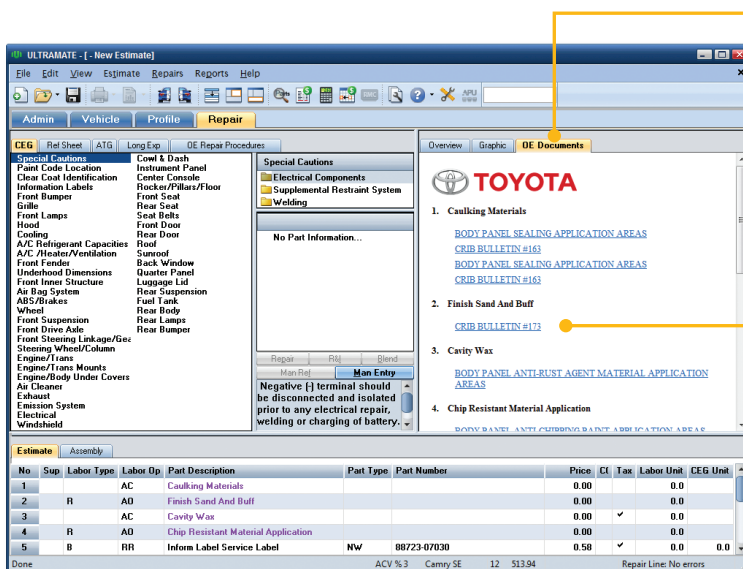 ULTRAMATE - [ - New Estimate]
File Edit View Estimate Repairs Reports Help
Admin Vehicle Profile Repair
CEG Ref Sheet ATG Long Exp OE Repair Procedures
Special Cautions
Paint Code Location
Clear Coat Identification
Information Labels
Front Bumper
Grille
Front Lamps
Hood
Cooling
A/C Refrigerant Capacities
A/C /Heater/Ventilation
Front Fender
Underhood Dimensions
Front Inner Structure
Air Bag System
ABS/Brakes
Wheel
Front Suspension
Front Drive Axle
Front Steering Linkage/Gea
Steering Wheel/Column
Engine/Trans
Engine/Trans Mounts
Engine/Body Under Covers
Air Cleaner
Exhaust
Emission System
Electrical
Windshield
Cowl & Dash
Instrument Panel
Center Console
Rocker/Pillars/Floor
Front Seat
Rear Seat
Seat Belts
Front Door
Rear Door
Roof
Sunroof
Back Window
Quarter Panel
Luggage Lid
Rear Suspension
Fuel Tank
Rear Body
Rear Lamps
Rear Bumper
Special Cautions
Electrical Components
Supplemental Restraint System
Welding
No Part Information...
Repair R&I Blend
Man Ref Man Entry
Negative (-) terminal should
be disconnected and isolated
prior to any electrical repair,
welding or charging of battery.
Overview Graphic OE Documents
TOYOTA
1. Caulking Materials
BODY PANEL SEALING APPLICATION AREAS
CRIB BULLETIN #163
BODY PANEL SEALING APPLICATION AREAS
CRIB BULLETIN #163
2. Finish Sand And Buff
CRIB BULLETIN #173
3. Cavity Wax
BODY PANEL ANTI-RUST AGENT MATERIAL APPLICATION
AREAS
4. Chip Resistant Material Application
BODY PANEL ANTI-CHIPPING PAINT APPLICATION AREAS
Estimate Assembly
No Sup Labor Type Labor Op Part Description Part Type Part Number Price Tax Labor Unit CEG Unit
1 AC Caulking Materials 0.00 0.0
2 R AO Finish Sand And Buff 0.00 0.0
3 AC Cavity Wax 0.00 0.0
4 R AO Chip Resistant Material Application 0.00 0.0
5 B RR Inform Label Service Label NW 88723-07030 0.58 0.0 0.0
Done ACV % 3 Camry SE 12 513.94 Repair Line: No errors